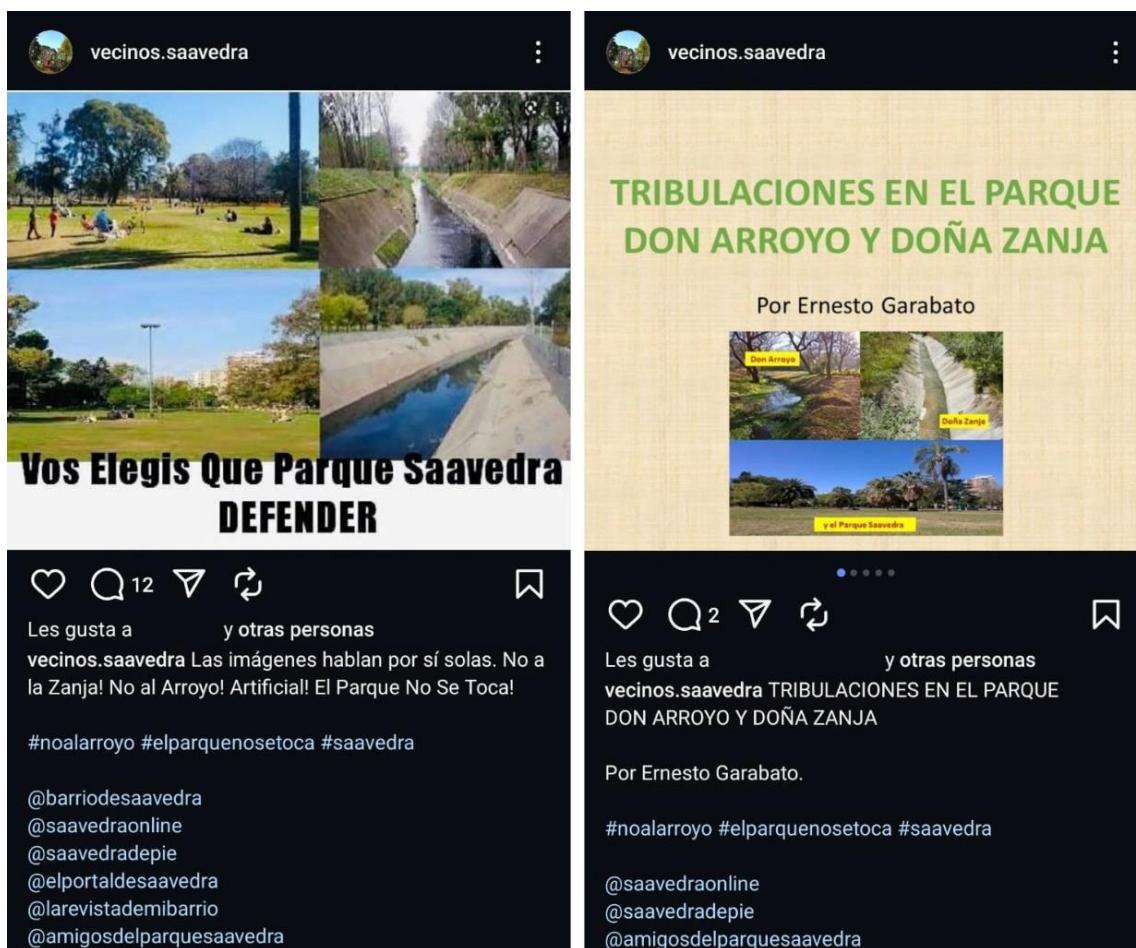 vecinos.saavedra
Vos Elegis Que Parque Saavedra
DEFENDER
12
Les gusta a y otras personas
vecinos.saavedra Las imágenes hablan por sí solas. No a
la Zanja! No al Arroyo! Artificial! El Parque No Se Toca!
#noalarroyo #elparquenosetoca #saavedra
@barriodesaavedra
@saavedraonline
@saavedradepie
@elportaldesaavedra
@larevistademibarrio
@amigosdelparquesaavedra
vecinos.saavedra
TRIBULACIONES EN EL PARQUE
DON ARROYO Y DOÑA ZANJA
Por Ernesto Garabato
Don Arroyo
Doña Zanja
y el Parque Saavedra
2
Les gusta a y otras personas
vecinos.saavedra TRIBULACIONES EN EL PARQUE
DON ARROYO Y DOÑA ZANJA
Por Ernesto Garabato.
#noalarroyo #elparquenosetoca #saavedra
@saavedraonline
@saavedradepie
@amigosdelparquesaavedra